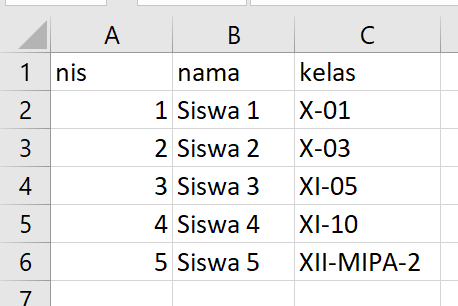 A B C
1 nis nama kelas
2 1 Siswa 1 X-01
3 2 Siswa 2 X-03
4 3 Siswa 3 XI-05
5 4 Siswa 4 XI-10
6 5 Siswa 5 XII-MIPA-2
7